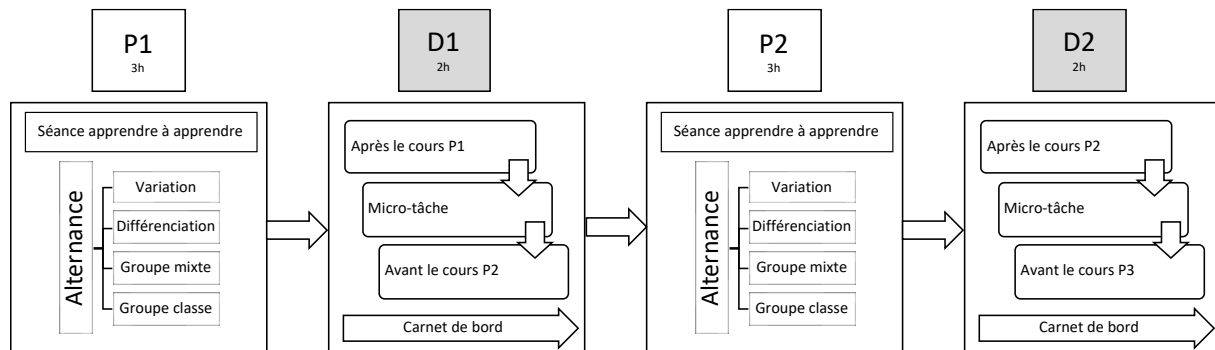 P1
3h
Séance apprendre à apprendre
Alternance
Variation
Différenciation
Groupe mixte
Groupe classe
D1
2h
Après le cours P1
Micro-tâche
Avant le cours P2
Carnet de bord
P2
3h
Séance apprendre à apprendre
Alternance
Variation
Différenciation
Groupe mixte
Groupe classe
D2
2h
Après le cours P2
Micro-tâche
Avant le cours P3
Carnet de bord